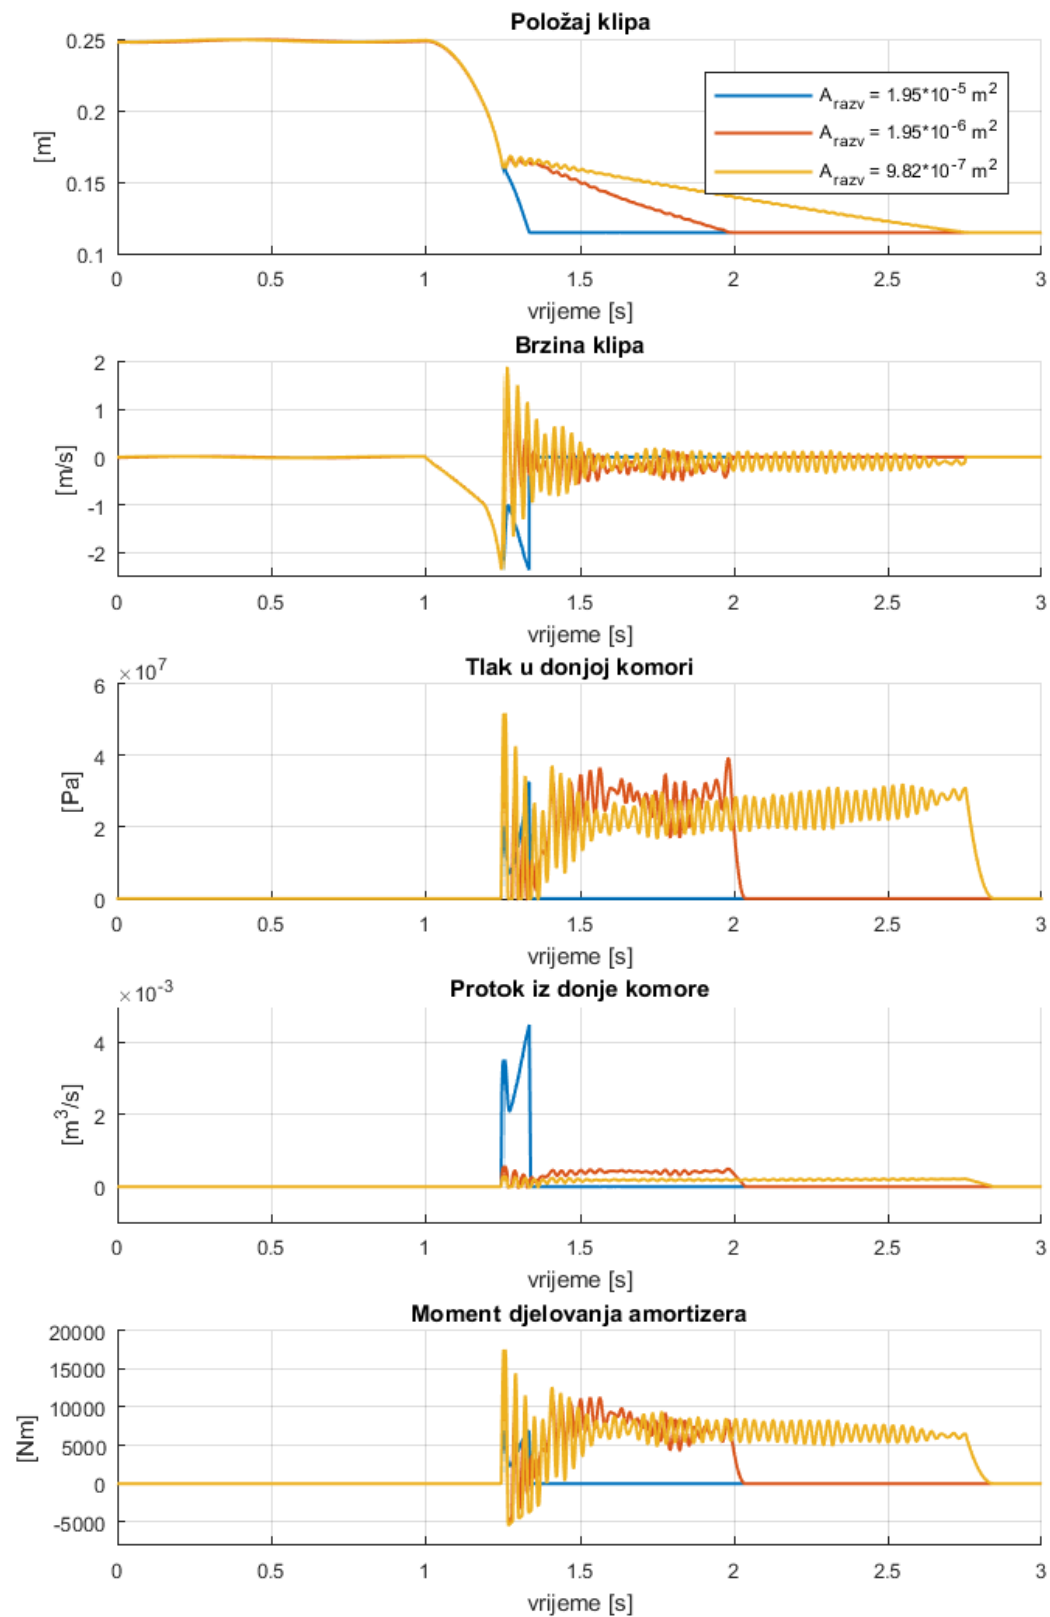 Položaj klipa
[m]
0.25
0.2
0.15
0.1
A_razv = 1.95*10^-5 m^2
A_razv = 1.95*10^-6 m^2
A_razv = 9.82*10^-7 m^2
0 0.5 1 1.5 2 2.5 3
vrijeme [s]
Brzina klipa
[m/s]
2
1
0
-1
-2
0 0.5 1 1.5 2 2.5 3
vrijeme [s]
Tlak u donjoj komori
×10^7
[Pa]
6
4
2
0
0 0.5 1 1.5 2 2.5 3
vrijeme [s]
Protok iz donje komore
×10^-3
[m^3/s]
4
2
0
0 0.5 1 1.5 2 2.5 3
vrijeme [s]
Moment djelovanja amortizera
[Nm]
20000
15000
10000
5000
0
-5000
0 0.5 1 1.5 2 2.5 3
vrijeme [s]